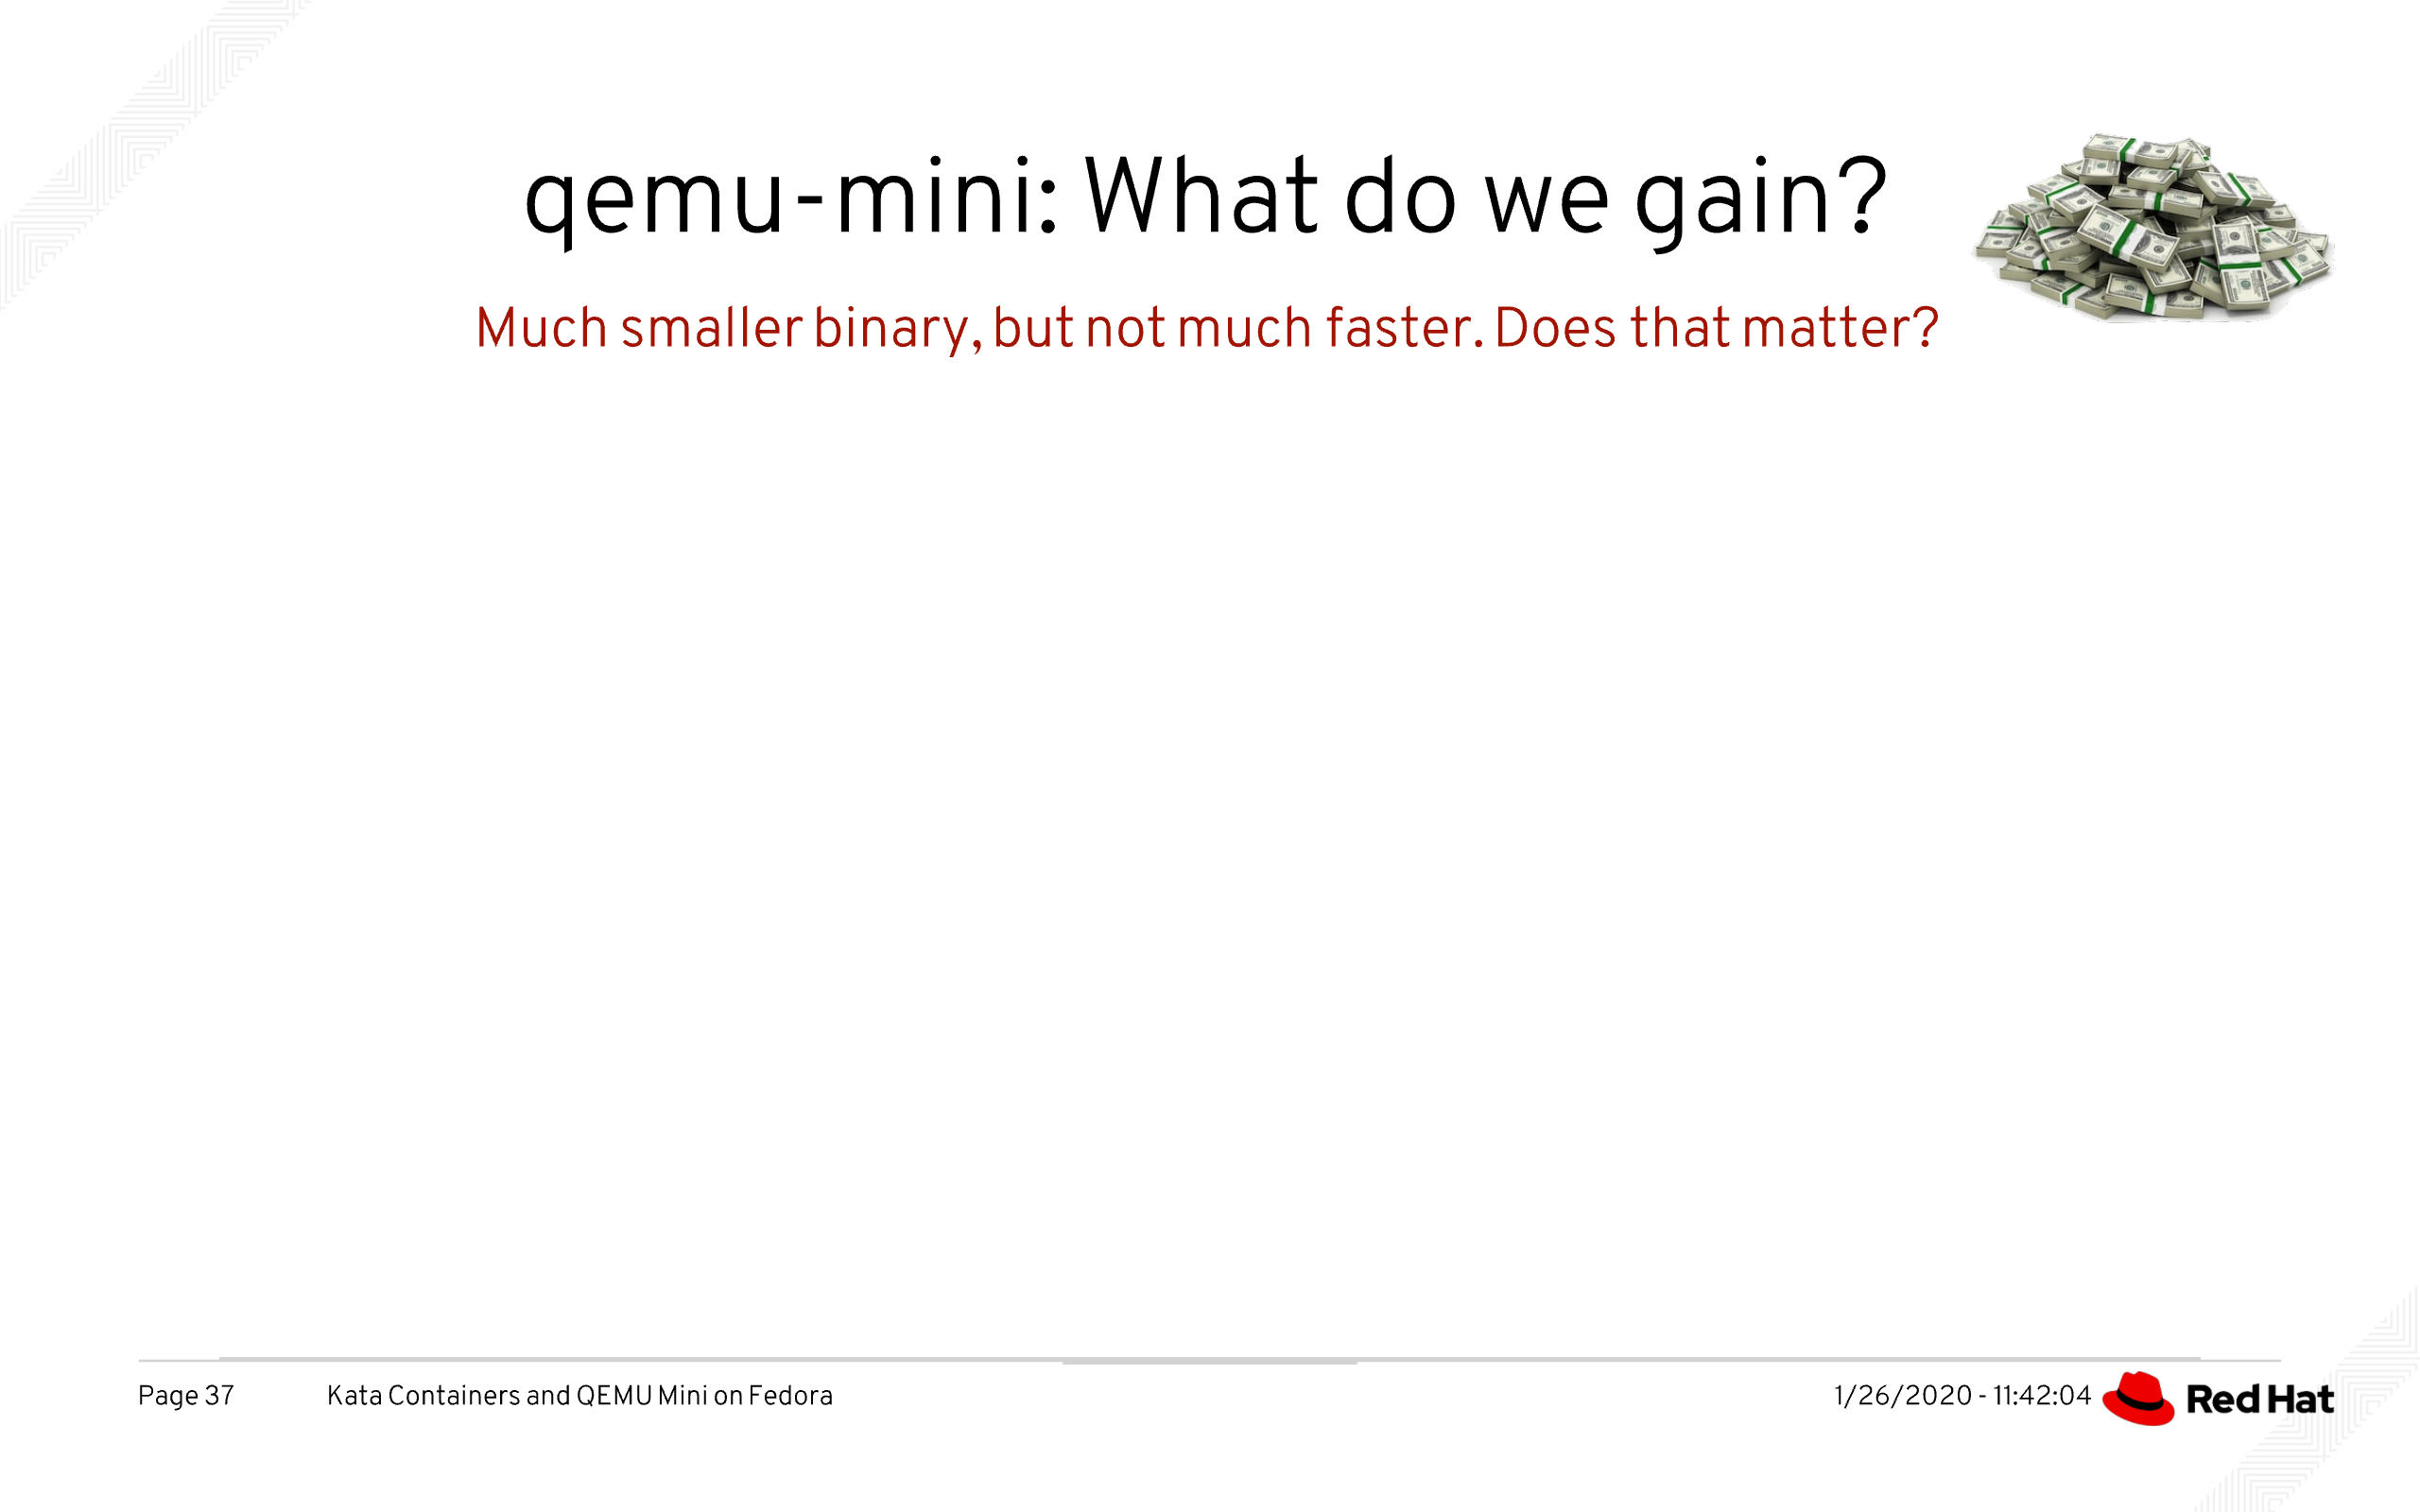 qemu-mini: What do we gain?
Much smaller binary, but not much faster. Does that matter?
Page 37
Kata Containers and QEMU Mini on Fedora
1/26/2020 - 11:42:04
Red Hat